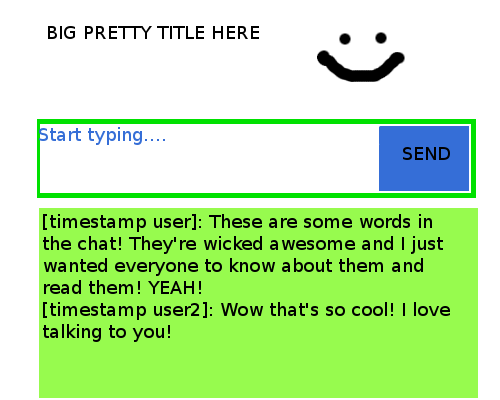 BIG PRETTY TITLE HERE
Start typing....
SEND
[timestamp user]: These are some words in
the chat! They're wicked awesome and I just
wanted everyone to know about them and
read them! YEAH!
[timestamp user2]: Wow that's so cool! I love
talking to you!